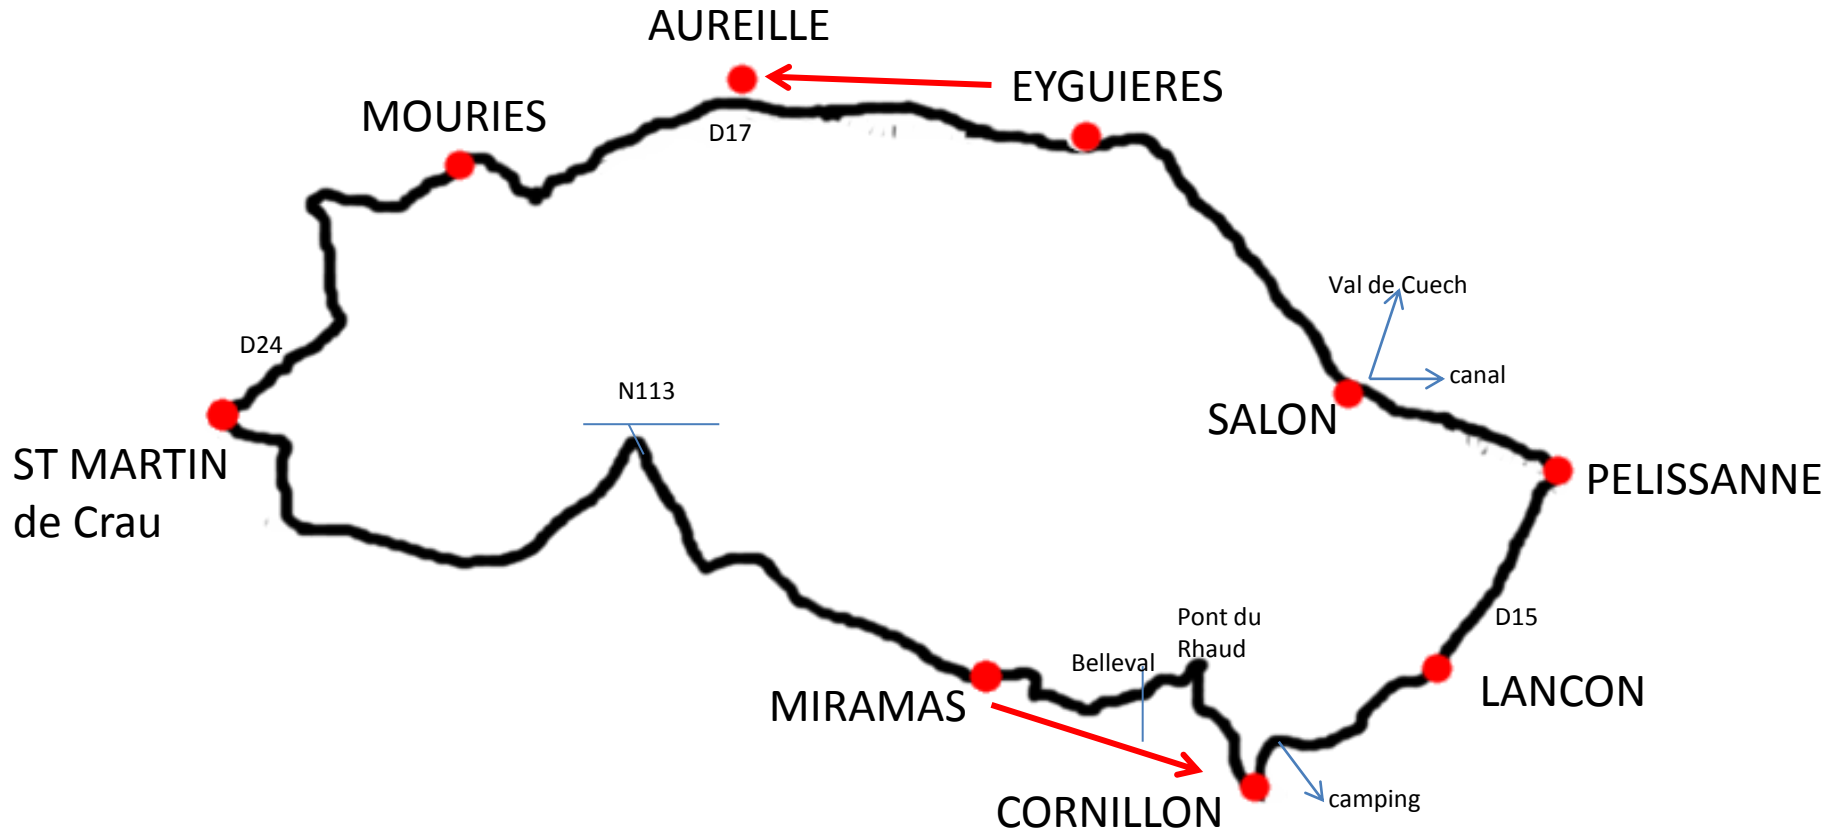 AUREILLE
EYGUIERES
MOURIES
D17
Val de Cuech
D24
canal
N113
SALON
ST MARTIN
de Crau
PELISSANNE
Pont du
Rhaud
D15
Belleval
LANCON
MIRAMAS
camping
CORNILLON